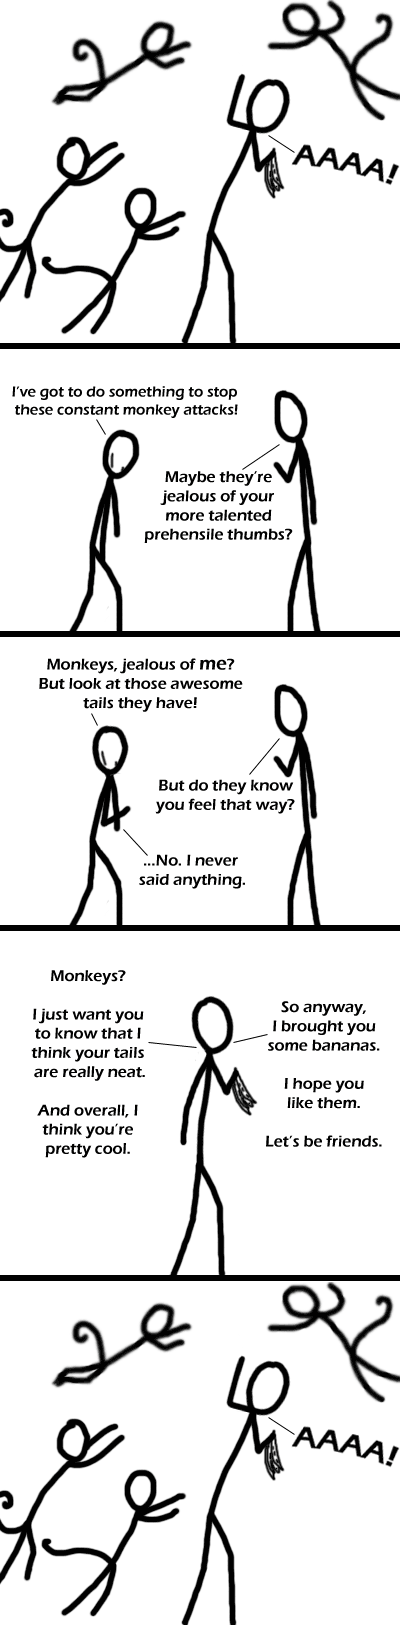 AAAA!
I've got to do something to stop
these constant monkey attacks!
Maybe they're
jealous of your
more talented
prehensile thumbs?
Monkeys, jealous of me?
But look at those awesome
tails they have!
But do they know
you feel that way?
...No. I never
said anything.
Monkeys?
I just want you
to know that I
think your tails
are really neat.
And overall, I
think you're
pretty cool.
So anyway,
I brought you
some bananas.
I hope you
like them.
Let's be friends.
AAAA!